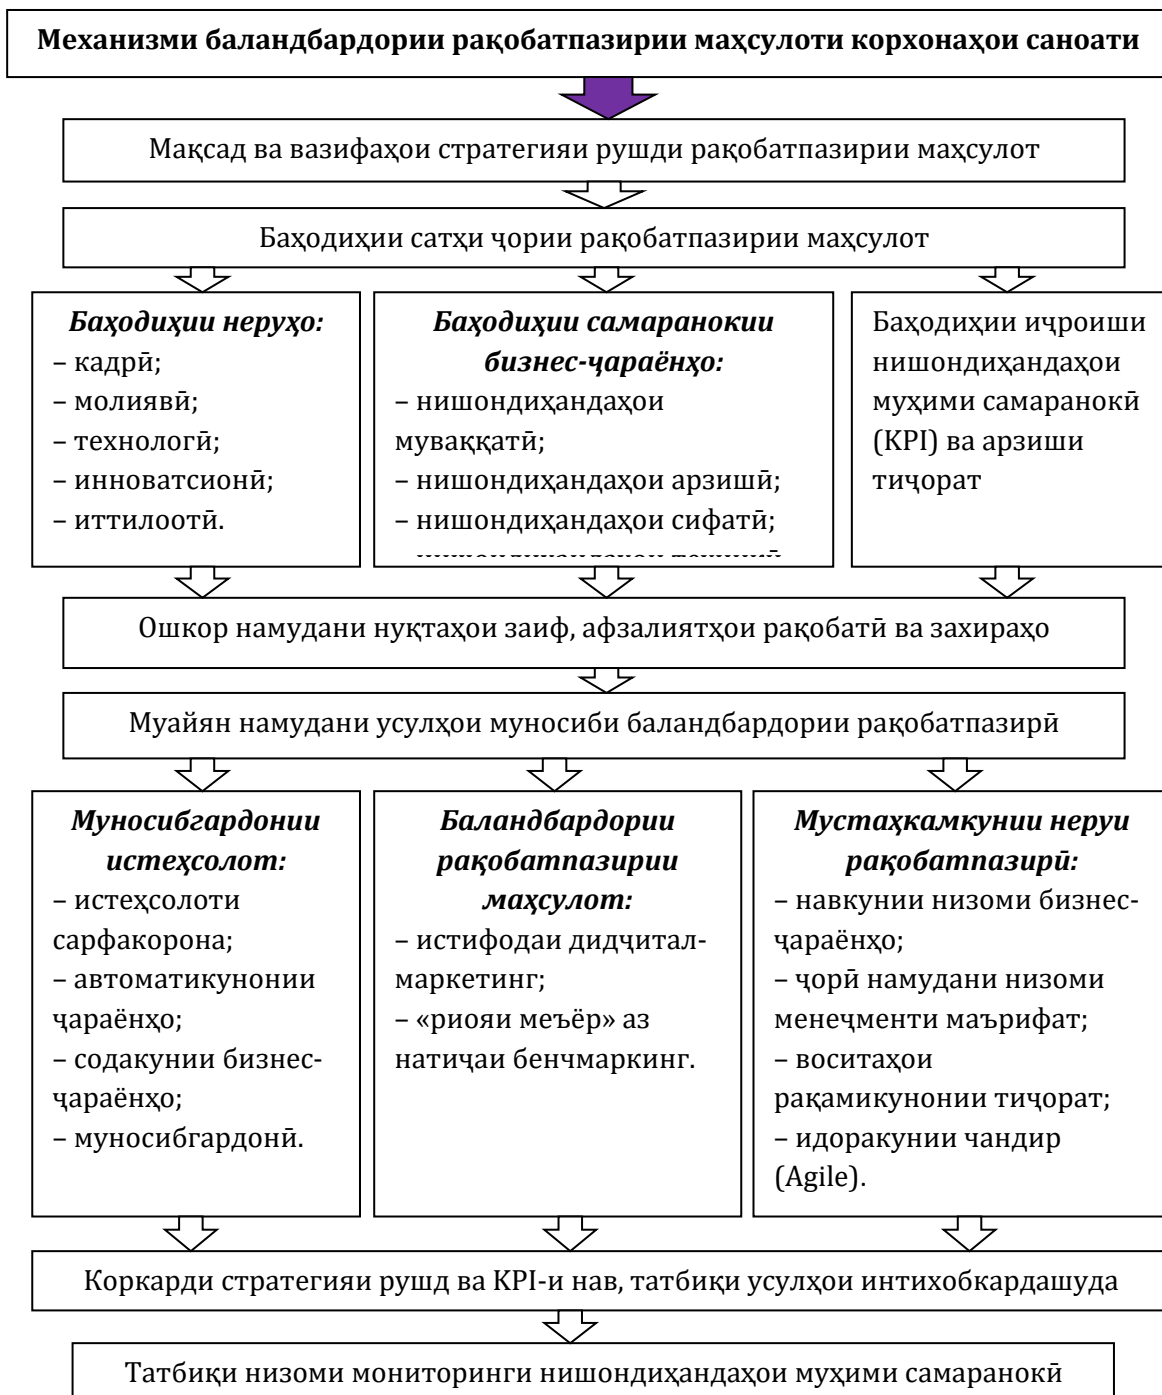 Механизми баландбардории рақобатпазирии маҳсулоти корхонаҳои саноати
Мақсад ва вазифаҳои стратегияи рушди рақобатпазирии маҳсулот
Баҳодиҳии сатҳи ҷории рақобатпазирии маҳсулот
Баҳодиҳии неруҳо:
– кадрӣ;
– молиявӣ;
– технологӣ;
– инноватсионӣ;
– иттилоотӣ.
Баҳодиҳии самаранокии
бизнес-ҷараёнҳо:
– нишондиҳандаҳои
муваққатӣ;
– нишондиҳандаҳои арзишӣ;
– нишондиҳандаҳои сифатӣ;
Баҳодиҳии иҷроиши
нишондиҳандаҳои
муҳими самаранокӣ
(KPI) ва арзиши
тиҷорат
Ошкор намудани нуқтаҳои заиф, афзалиятҳои рақобатӣ ва захираҳо
Муайян намудани усулҳои муносиби баландбардории рақобатпазирӣ
Муносибгардонии
истеҳсолот:
– истеҳсолоти
сарфакорона;
– автоматикунонии
ҷараёнҳо;
– содакунии бизнес-
ҷараёнҳо;
– муносибгардонӣ.
Баландбардории
рақобатпазирии
маҳсулот:
– истифодаи дидҷитал-
маркетинг;
– «риояи меъёр» аз
натиҷаи бенчмаркинг.
Мустаҳкамкунии неруи
рақобатпазирӣ:
– навкунии низоми бизнес-
ҷараёнҳо;
– ҷорӣ намудани низоми
менеҷменти маърифат;
– воситаҳои
рақамикунонии тиҷорат;
– идоракунии чандир
(Agile).
Коркарди стратегияи рушд ва KPI-и нав, татбиқи усулҳои интихобкардашуда
Татбиқи низоми мониторинги нишондиҳандаҳои муҳими самаранокӣ